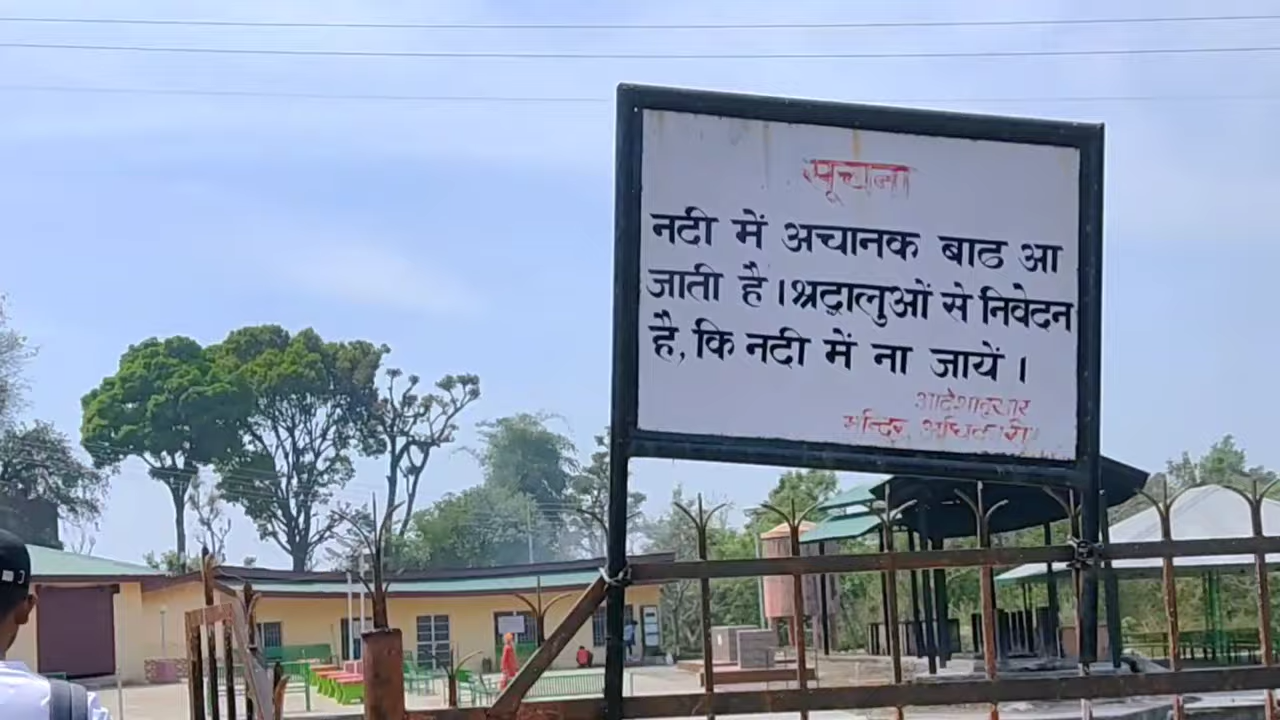 सूचना
नदी में अचानक बाढ आ
जाती है। श्रद्धालुओं से निवेदन
है, कि नदी में ना जायें ।
आदेशानुसार
मन्दिर अधिकारी